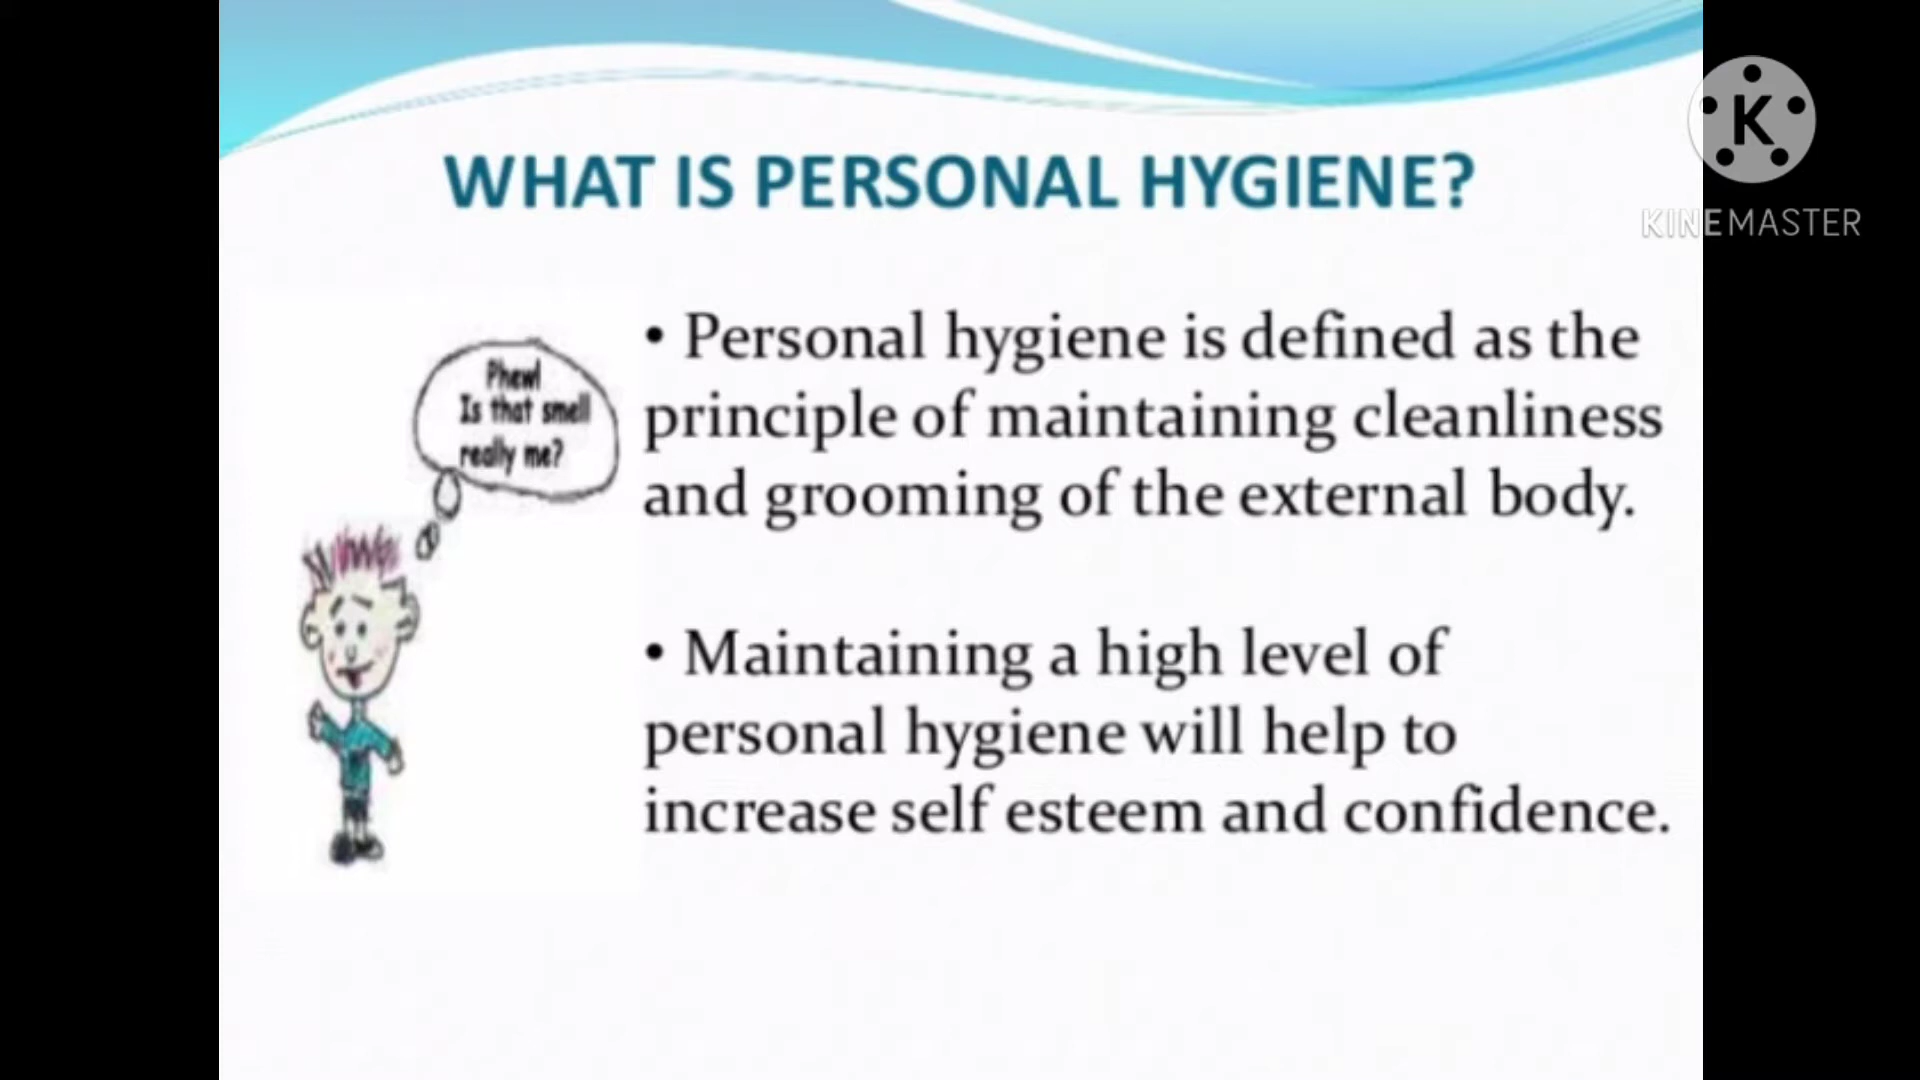 WHAT IS PERSONAL HYGIENE?
K
KINEMASTER
Phew!
Is that smell
really me?
• Personal hygiene is defined as the
principle of maintaining cleanliness
and grooming of the external body.
• Maintaining a high level of
personal hygiene will help to
increase self esteem and confidence.